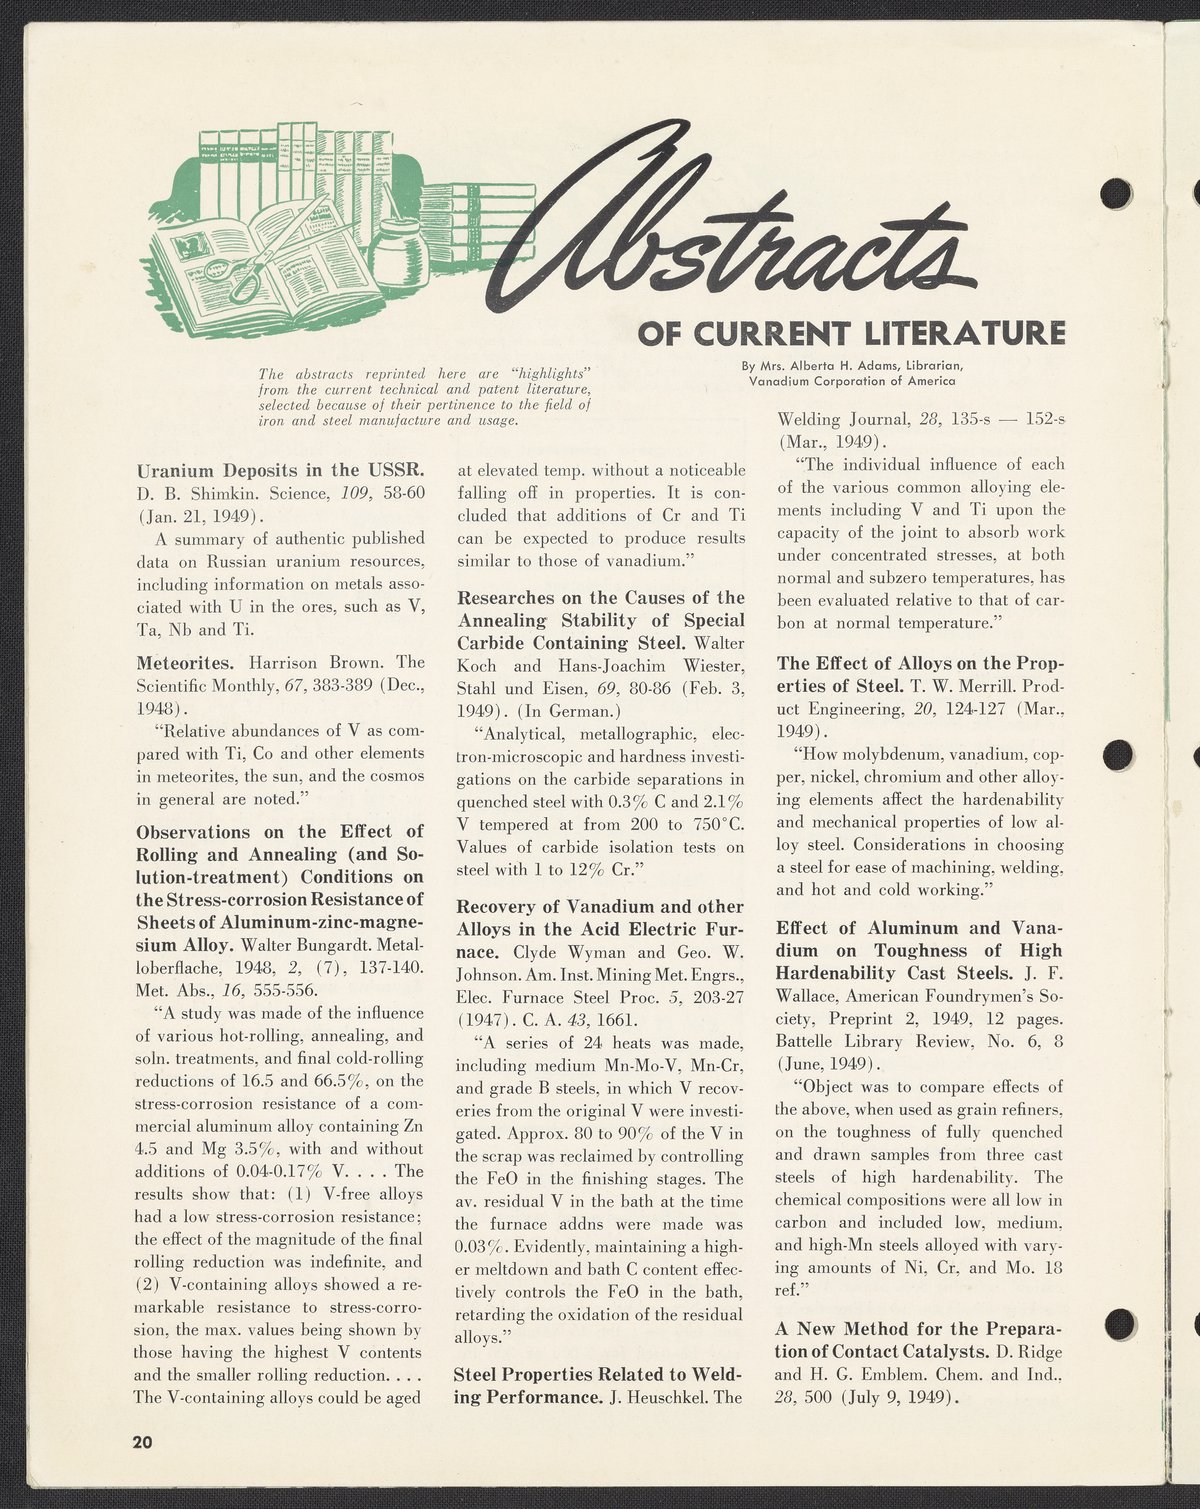 Abstracts
OF CURRENT LITERATURE
By Mrs. Alberta H. Adams, Librarian,
Vanadium Corporation of America
The abstracts reprinted here are “highlights”
from the current technical and patent literature,
selected because of their pertinence to the field of
iron and steel manufacture and usage.
Uranium Deposits in the USSR.
D. B. Shimkin. Science, 109, 58-60
(Jan. 21, 1949).
A summary of authentic published
data on Russian uranium resources,
including information on metals asso-
ciated with U in the ores, such as V,
Ta, Nb and Ti.
Meteorites. Harrison Brown. The
Scientific Monthly, 67, 383-389 (Dec.,
1948).
“Relative abundances of V as com-
pared with Ti, Co and other elements
in meteorites, the sun, and the cosmos
in general are noted.”
Observations on the Effect of
Rolling and Annealing (and So-
lution-treatment) Conditions on
the Stress-corrosion Resistance of
Sheets of Aluminum-zinc-magne-
sium Alloy. Walter Bungardt. Metal-
loberflache, 1948, 2, (7), 137-140.
Met. Abs., 16, 555-556.
“A study was made of the influence
of various hot-rolling, annealing, and
soln. treatments, and final cold-rolling
reductions of 16.5 and 66.5%, on the
stress-corrosion resistance of a com-
mercial aluminum alloy containing Zn
4.5 and Mg 3.5%, with and without
additions of 0.04-0.17% V. . . . The
results show that: (1) V-free alloys
had a low stress-corrosion resistance;
the effect of the magnitude of the final
rolling reduction was indefinite, and
(2) V-containing alloys showed a re-
markable resistance to stress-corro-
sion, the max. values being shown by
those having the highest V contents
and the smaller rolling reduction. . . .
The V-containing alloys could be aged
at elevated temp. without a noticeable
falling off in properties. It is con-
cluded that additions of Cr and Ti
can be expected to produce results
similar to those of vanadium.”
Researches on the Causes of the
Annealing Stability of Special
Carbide Containing Steel. Walter
Koch and Hans-Joachim Wiester,
Stahl und Eisen, 69, 80-86 (Feb. 3,
1949). (In German.)
“Analytical, metallographic, elec-
tron-microscopic and hardness investi-
gations on the carbide separations in
quenched steel with 0.3% C and 2.1%
V tempered at from 200 to 750°C.
Values of carbide isolation tests on
steel with 1 to 12% Cr.”
Recovery of Vanadium and other
Alloys in the Acid Electric Fur-
nace. Clyde Wyman and Geo. W.
Johnson. Am. Inst. Mining Met. Engrs.,
Elec. Furnace Steel Proc. 5, 203-27
(1947). C. A. 43, 1661.
“A series of 24 heats was made,
including medium Mn-Mo-V, Mn-Cr,
and grade B steels, in which V recov-
eries from the original V were investi-
gated. Approx. 80 to 90% of the V in
the scrap was reclaimed by controlling
the FeO in the finishing stages. The
av. residual V in the bath at the time
the furnace addns were made was
0.03%. Evidently, maintaining a high-
er meltdown and bath C content effec-
tively controls the FeO in the bath,
retarding the oxidation of the residual
alloys.”
Steel Properties Related to Weld-
ing Performance. J. Heuschkel. The
Welding Journal, 28, 135-s — 152-s
(Mar., 1949).
“The individual influence of each
of the various common alloying ele-
ments including V and Ti upon the
capacity of the joint to absorb work
under concentrated stresses, at both
normal and subzero temperatures, has
been evaluated relative to that of car-
bon at normal temperature.”
The Effect of Alloys on the Prop-
erties of Steel. T. W. Merrill. Prod-
uct Engineering, 20, 124-127 (Mar.,
1949).
“How molybdenum, vanadium, cop-
per, nickel, chromium and other alloy-
ing elements affect the hardenability
and mechanical properties of low al-
loy steel. Considerations in choosing
a steel for ease of machining, welding,
and hot and cold working.”
Effect of Aluminum and Vana-
dium on Toughness of High
Hardenability Cast Steels. J. F.
Wallace, American Foundrymen’s So-
ciety, Preprint 2, 1949, 12 pages.
Battelle Library Review, No. 6, 8
(June, 1949).
“Object was to compare effects of
the above, when used as grain refiners,
on the toughness of fully quenched
and drawn samples from three cast
steels of high hardenability. The
chemical compositions were all low in
carbon and included low, medium,
and high-Mn steels alloyed with vary-
ing amounts of Ni, Cr, and Mo. 18
ref.”
A New Method for the Prepara-
tion of Contact Catalysts. D. Ridge
and H. G. Emblem. Chem. and Ind.,
28, 500 (July 9, 1949).
20